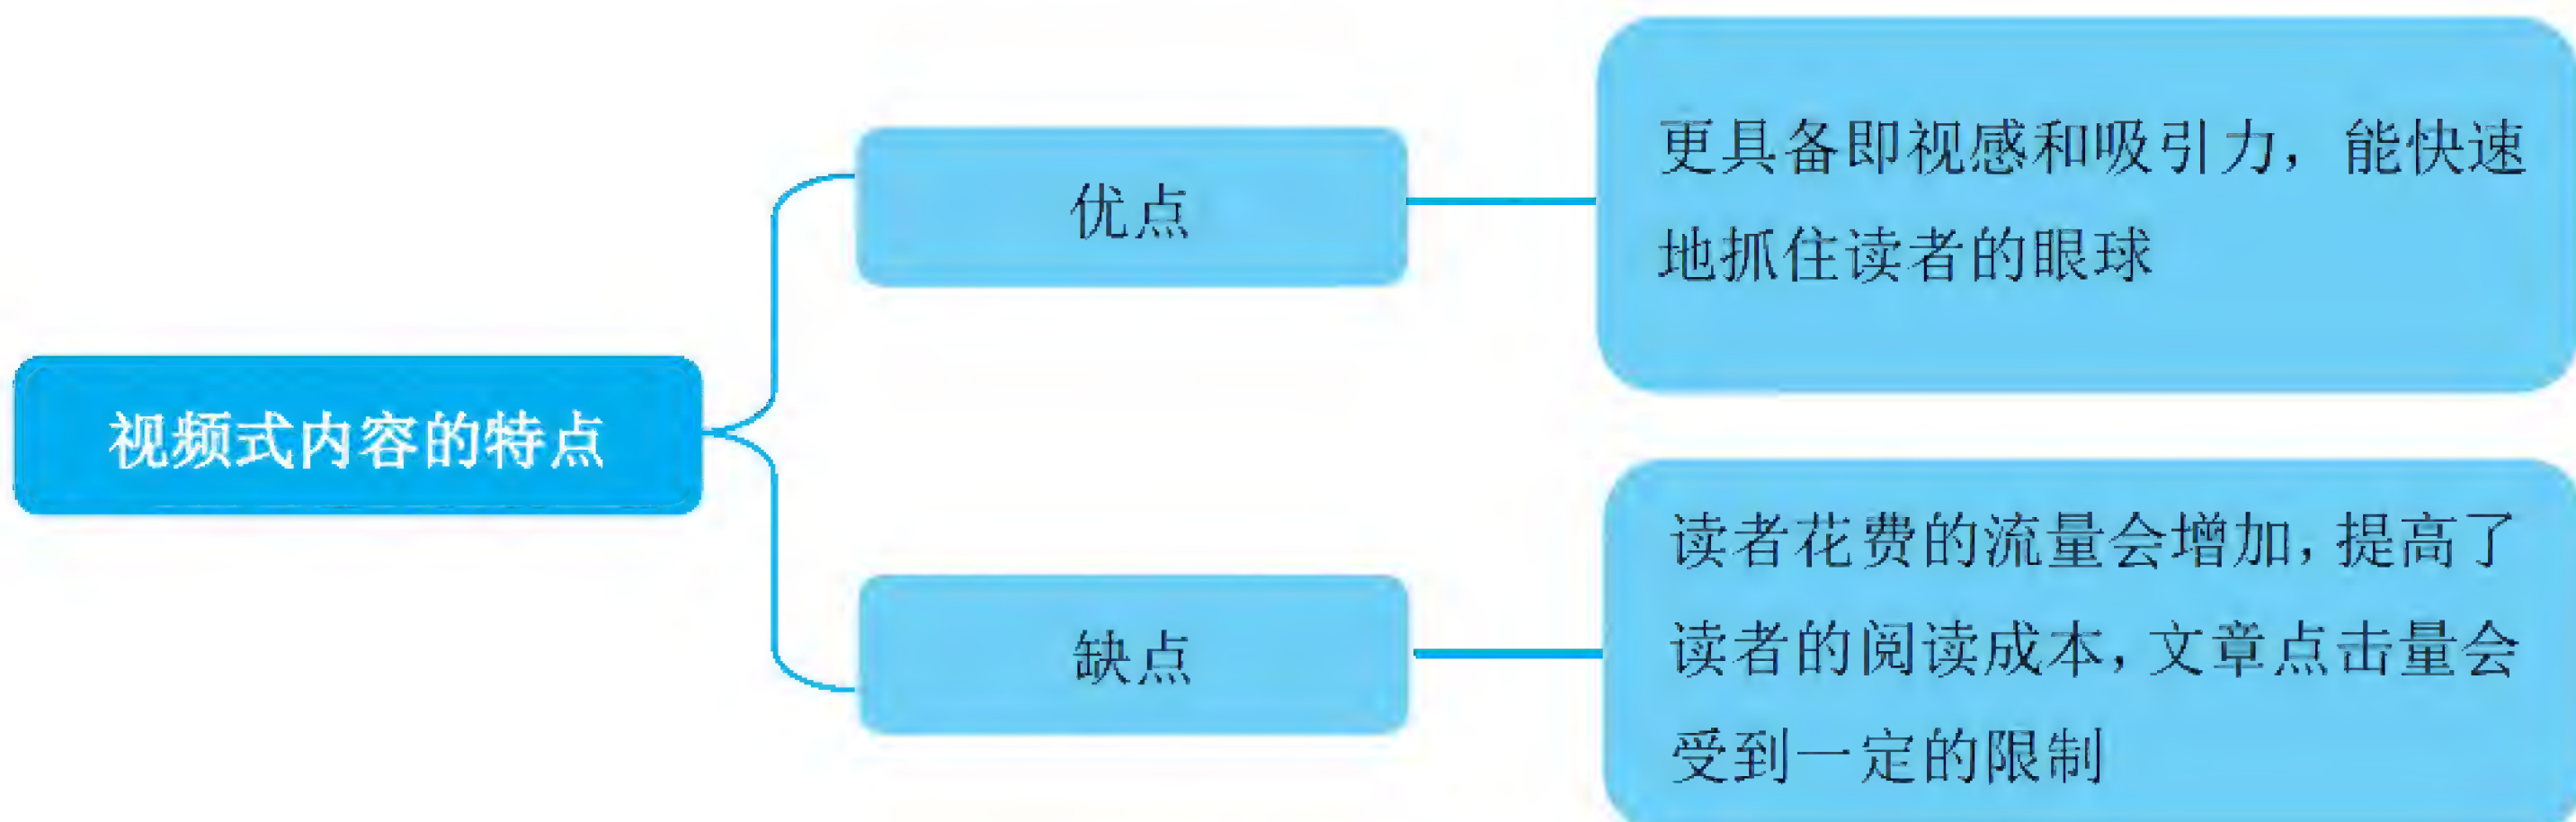 视频式内容的特点
优点
更具备即视感和吸引力，能快速
地抓住读者的眼球
缺点
读者花费的流量会增加，提高了
读者的阅读成本，文章点击量会
受到一定的限制